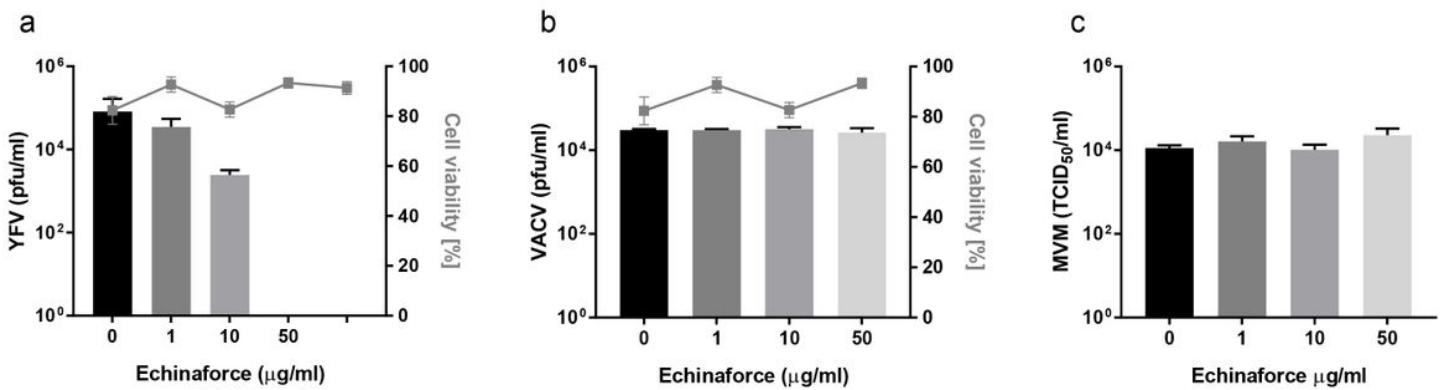 a
YFV (pfu/ml)
10⁶
10⁴
10²
10⁰
100
80
60
40
20
0
Cell viability [%]
0 1 10 50
Echinaforce (μg/ml)
b
VACV (pfu/ml)
10⁶
10⁴
10²
10⁰
100
80
60
40
20
0
Cell viability [%]
0 1 10 50
Echinaforce (μg/ml)
c
MVM (TCID₅₀/ml)
10⁶
10⁴
10²
10⁰
0 1 10 50
Echinaforce μg/ml